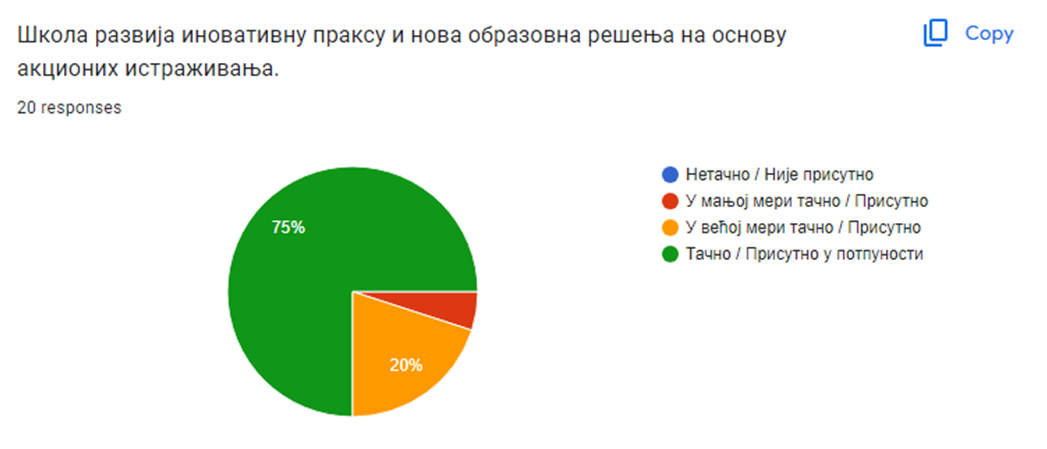 Школа развија иновативну праксу и нова образовна решења на основу
акционих истраживања.
Copy
20 responses
75%
20%
Нетачно / Није присутно
У мањој мери тачно / Присутно
У већој мери тачно / Присутно
Тачно / Присутно у потпуности